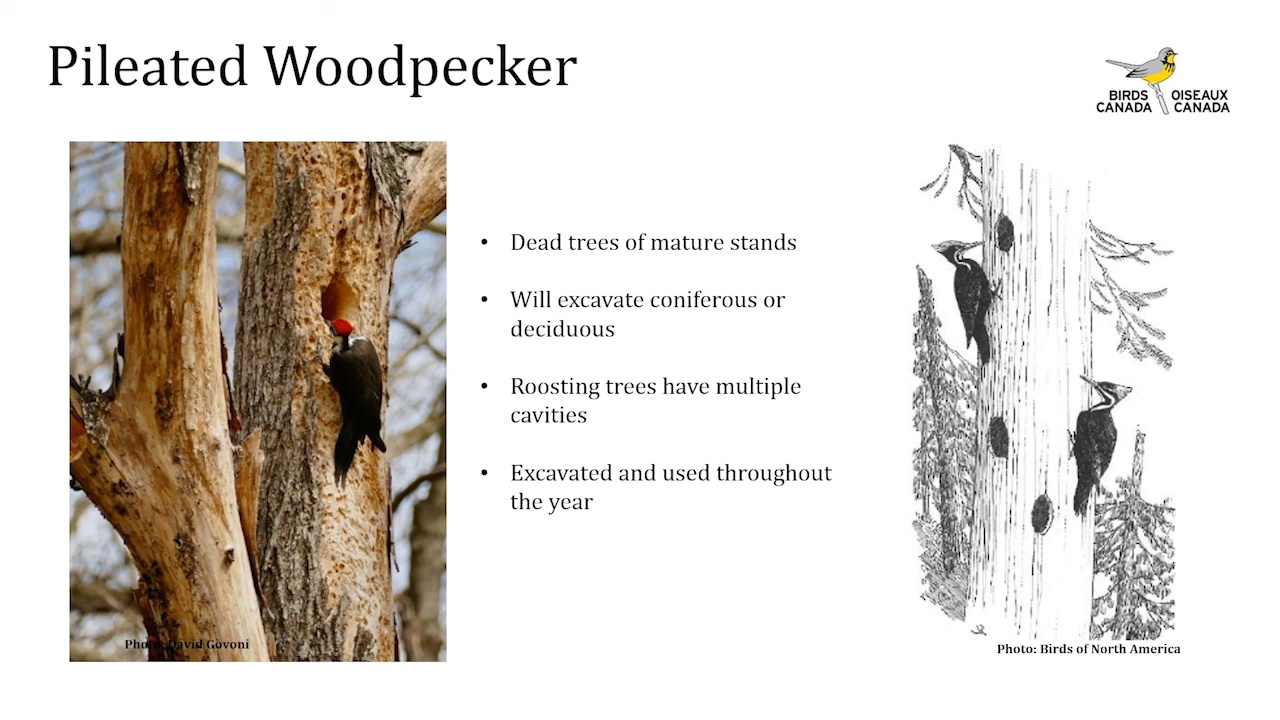 Pileated Woodpecker
BIRDS CANADA
OISEAUX CANADA
• Dead trees of mature stands
• Will excavate coniferous or
deciduous
• Roosting trees have multiple
cavities
• Excavated and used throughout
the year
Photo: David Govoni
Photo: Birds of North America